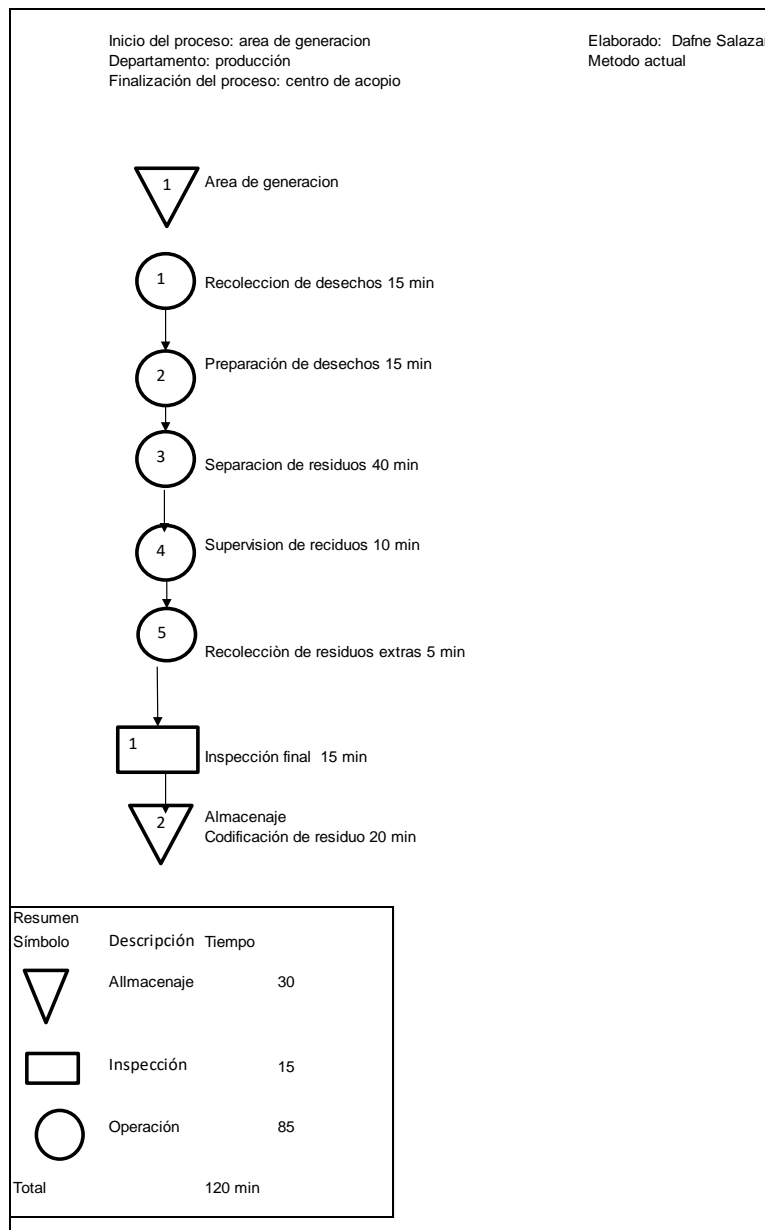 Inicio del proceso: area de generacion
Departamento: producción
Finalización del proceso: centro de acopio
Elaborado: Dafne Salazar
Metodo actual
1 Area de generacion
1 Recoleccion de desechos 15 min
2 Preparación de desechos 15 min
3 Separacion de residuos 40 min
4 Supervision de reciduos 10 min
5 Recolecciòn de residuos extras 5 min
1 Inspección final 15 min
2 Almacenaje
Codificación de residuo 20 min
Resumen
Símbolo Descripción Tiempo
Allmacenaje 30
Inspección 15
Operación 85
Total 120 min